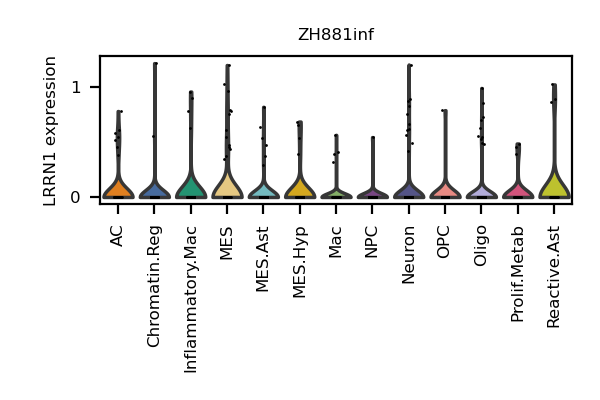 ZH881inf
LRRN1 expression
1
0
AC
Chromatin.Reg
Inflammatory.Mac
MES
MES.Ast
MES.Hyp
Mac
NPC
Neuron
OPC
Oligo
Prolif.Metab
Reactive.Ast